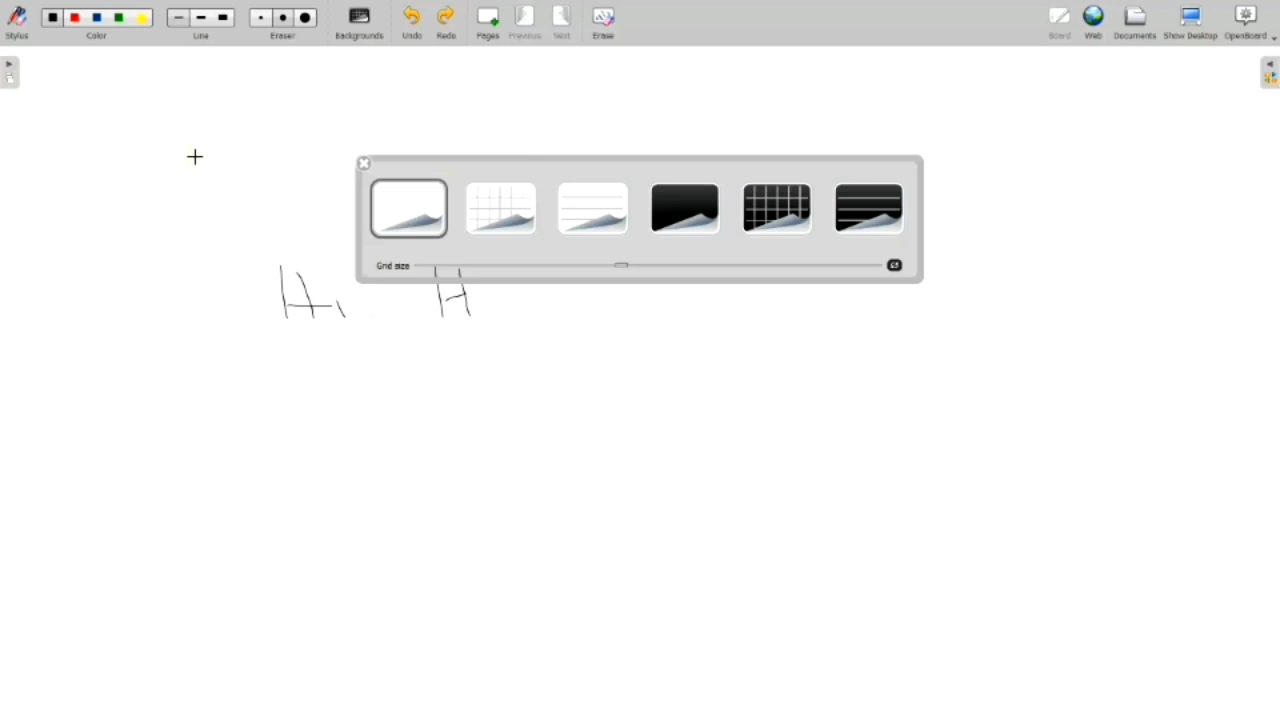 Stylus Color Line Eraser Backgrounds Undo Redo Pages Previous Next Erase Board Web Documents Show Desktop OpenBoard
Grid size
H H